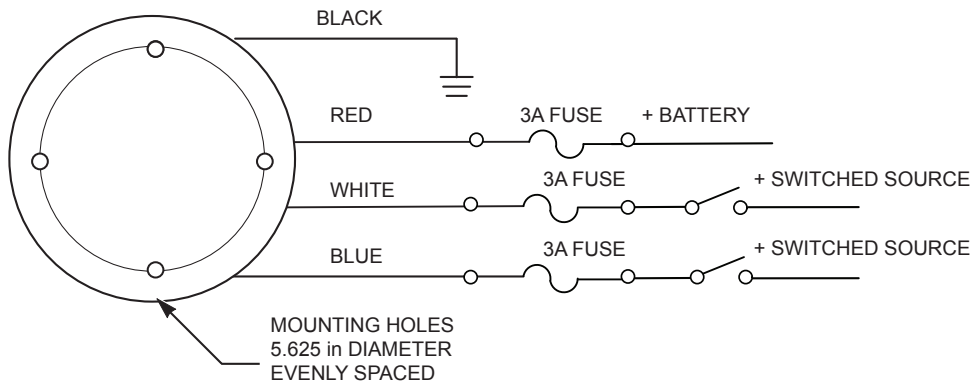 BLACK
RED
3A FUSE
+ BATTERY
WHITE
3A FUSE
+ SWITCHED SOURCE
BLUE
3A FUSE
+ SWITCHED SOURCE
MOUNTING HOLES
5.625 in DIAMETER
EVENLY SPACED